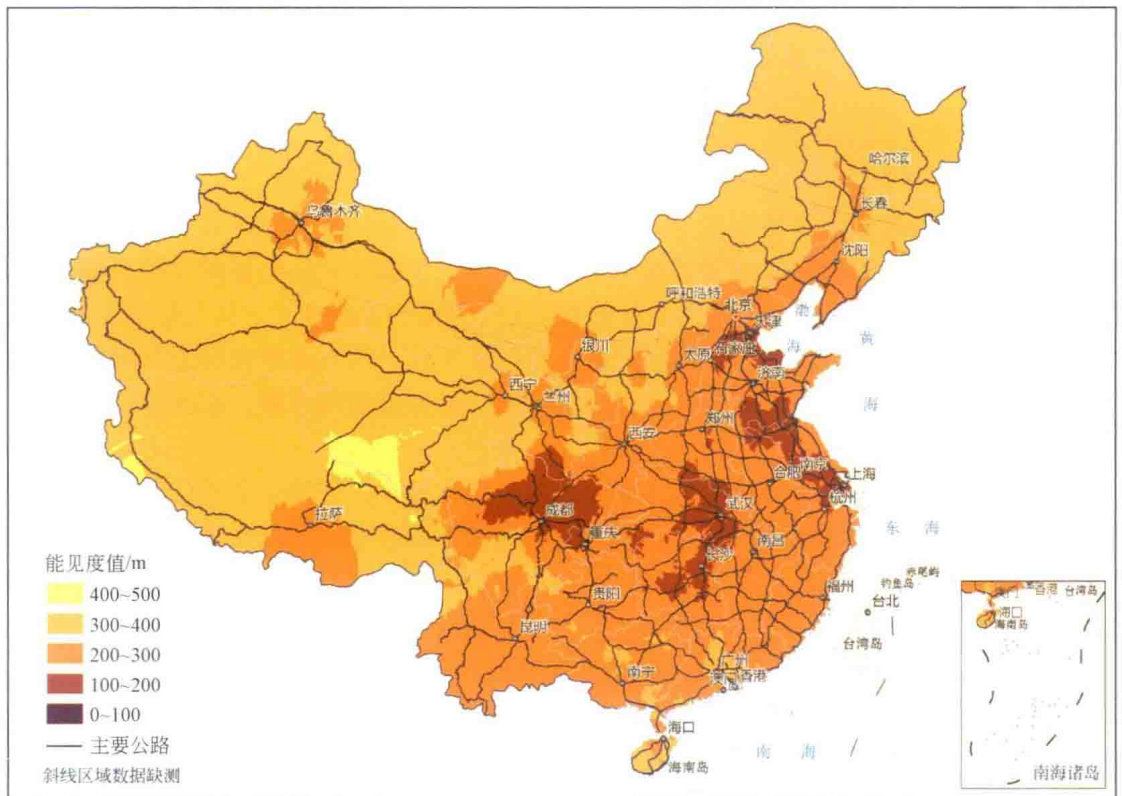 哈尔滨
长春
乌鲁木齐
沈阳
呼和浩特
北京
渤
天津
海
黄
银川
太原
石家庄
济南
西宁
兰州
海
西安
郑州
合肥
南京
上海
杭州
成都
武汉
拉萨
重庆
南昌
东 海
长沙
赤尾屿
钓鱼岛
贵阳
福州
台北
昆明
台湾岛
广州
南宁
澳门
香港
海口
海南岛
南 海
能见度值/m
400~500
300~400
200~300
100~200
0~100
主要公路
斜线区域数据缺测
澳门
香港
台湾岛
海口
海南岛
南海诸岛